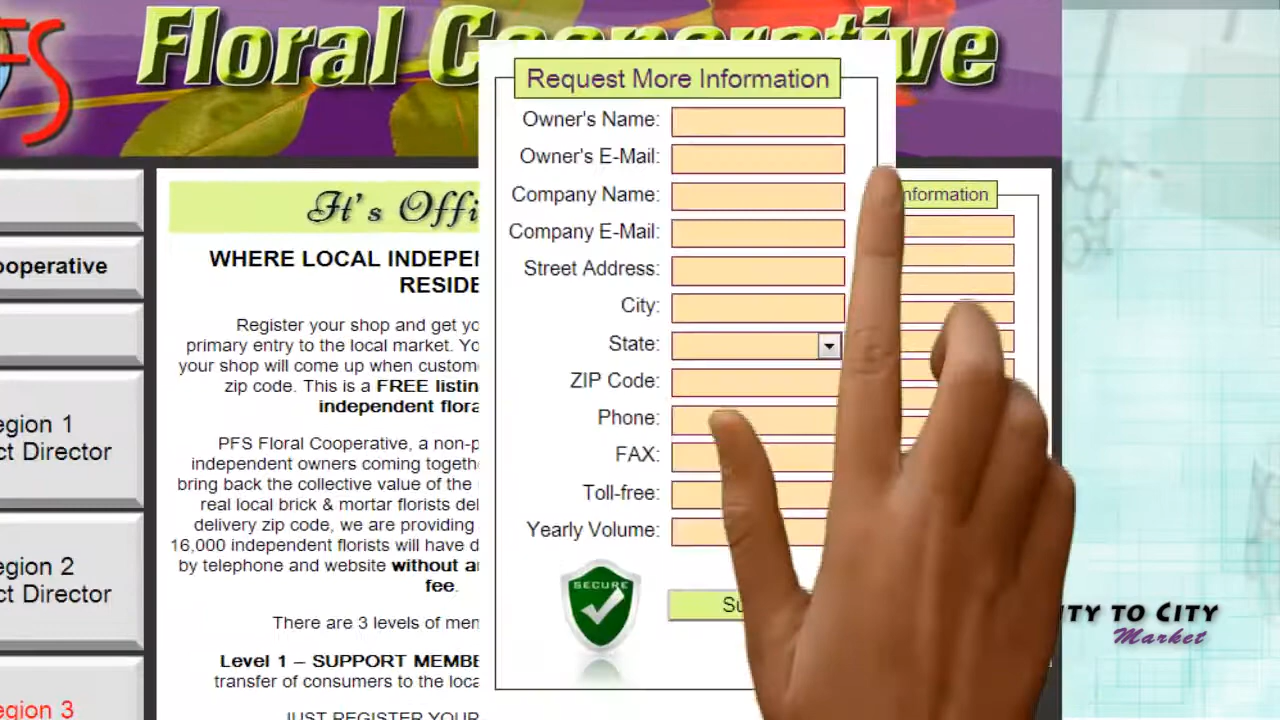 FS Floral Cooperative
Request More Information
Owner's Name:
Owner's E-Mail:
Company Name:
Company E-Mail:
Street Address:
City:
State:
ZIP Code:
Phone:
FAX:
Toll-free:
Yearly Volume:
SECURE
Su
nformation
It's Offi
WHERE LOCAL INDEPE
RESIDE
Register your shop and get yo
primary entry to the local market. Yo
your shop will come up when custom
zip code. This is a FREE listin
independent flora
PFS Floral Cooperative, a non-p
independent owners coming togeth
bring back the collective value of the
real local brick & mortar florists del
delivery zip code, we are providing
16,000 independent florists will have d
by telephone and website without a
fee.
There are 3 levels of mem
Level 1 – SUPPORT MEMBE
transfer of consumers to the loca
JUST REGISTER YOUR
ooperative
egion 1
ct Director
egion 2
ct Director
egion 3
ITY TO CITY
Market